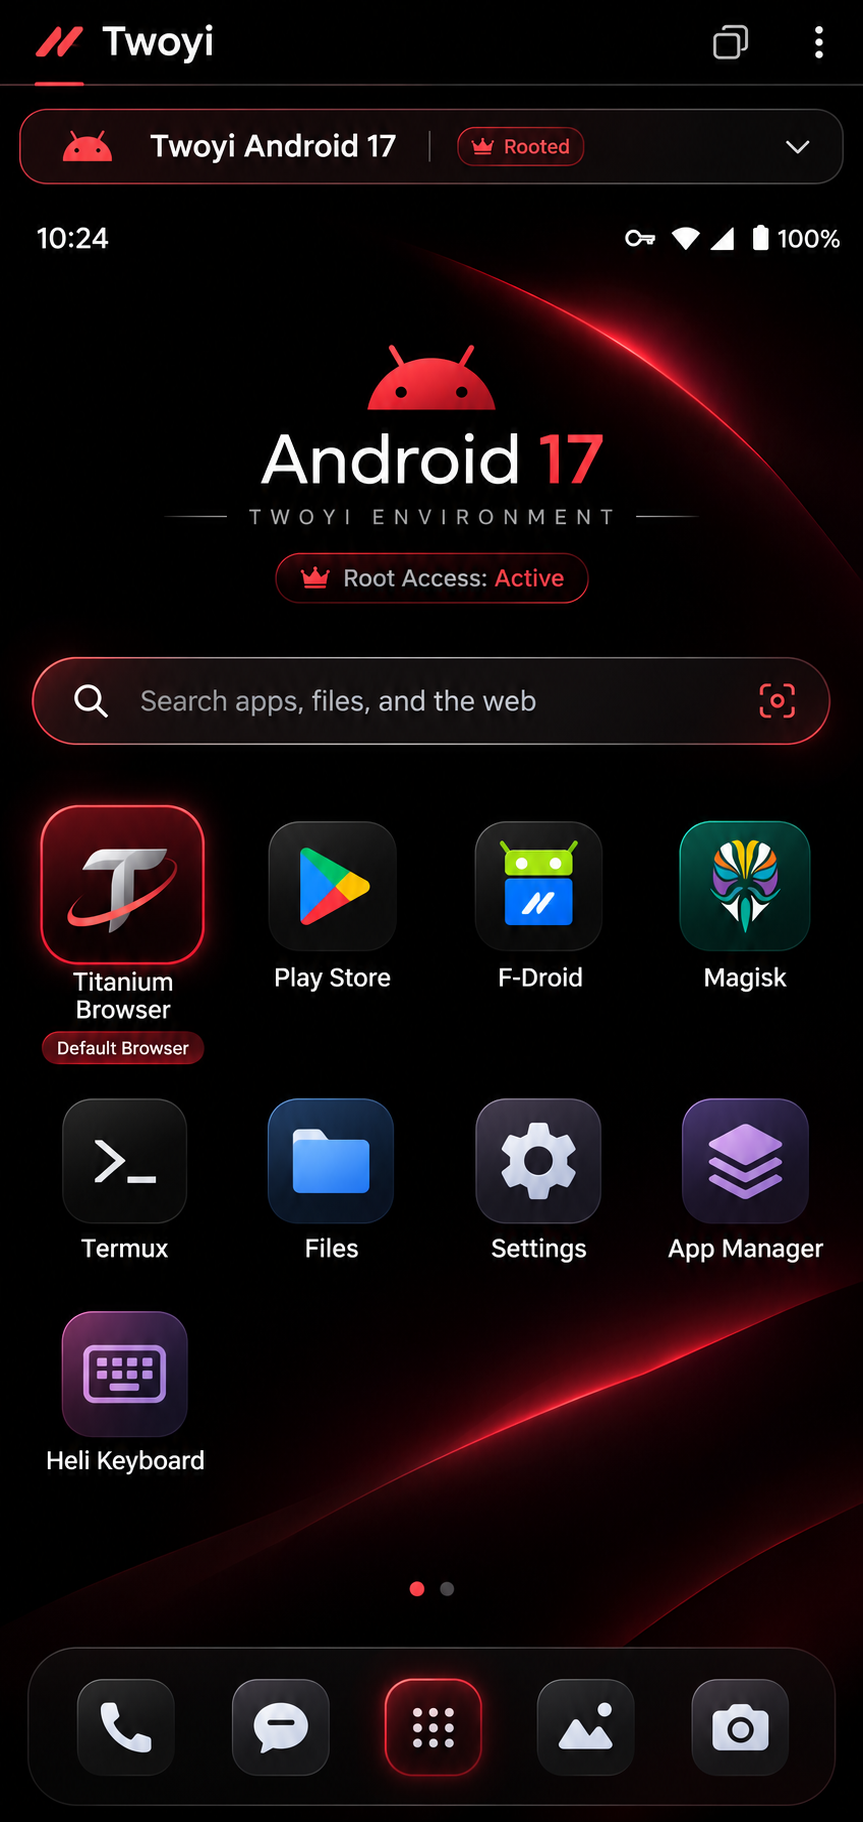 Twoyi
Twoyi Android 17 | Rooted
10:24 100%
Android 17
TWOYI ENVIRONMENT
Root Access: Active
Search apps, files, and the web
Titanium
Browser
Default Browser
Play Store
F-Droid
Magisk
Termux
Files
Settings
App Manager
Heli Keyboard